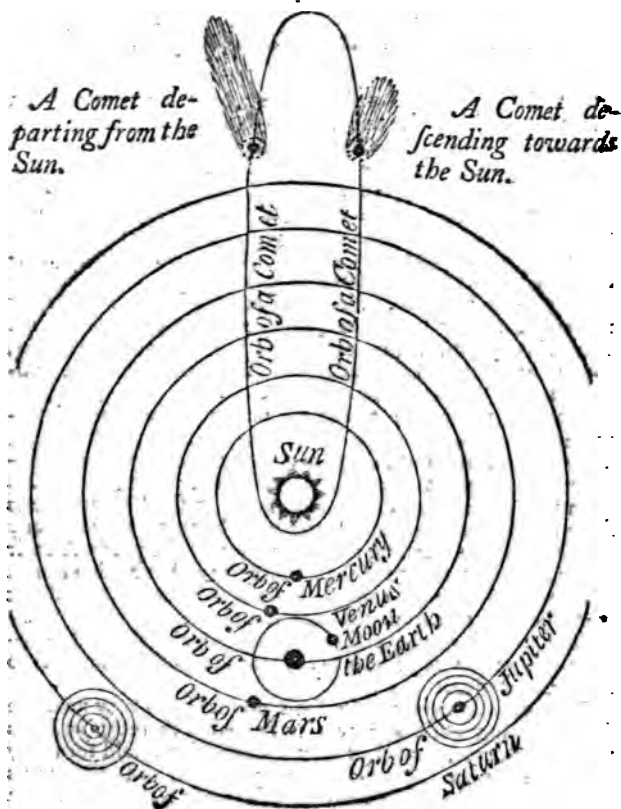 A Comet de-
parting from the
Sun.
A Comet de-
ſcending towards
the Sun.
Orb of a Comet
Orb of a Comet
Sun
Orb of Mercury
Orb of Venus
Moon
Orb of the Earth
Orb of Mars
Orb of Jupiter
Orb of Saturn